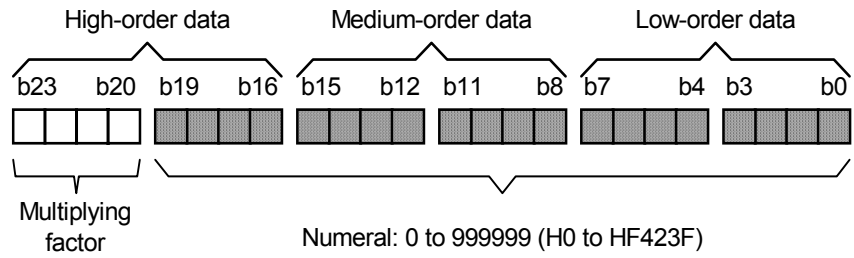 High-order data Medium-order data Low-order data
b23 b20 b19 b16 b15 b12 b11 b8 b7 b4 b3 b0
Multiplying
factor
Numeral: 0 to 999999 (H0 to HF423F)